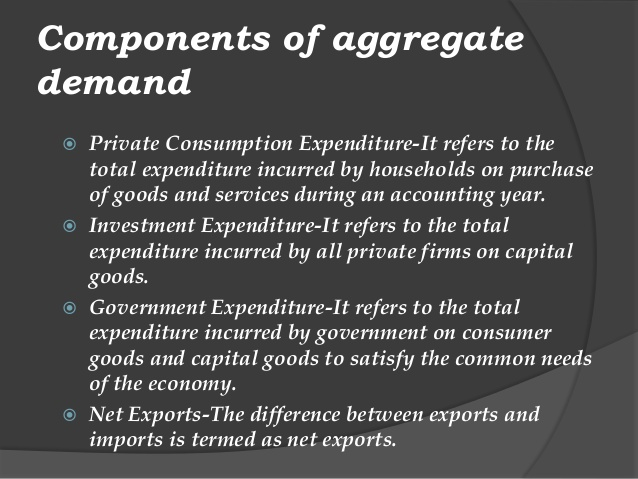 Components of aggregate
demand
Private Consumption Expenditure-It refers to the
total expenditure incurred by households on purchase
of goods and services during an accounting year.
Investment Expenditure-It refers to the total
expenditure incurred by all private firms on capital
goods.
Government Expenditure-It refers to the total
expenditure incurred by government on consumer
goods and capital goods to satisfy the common needs
of the economy.
Net Exports-The difference between exports and
imports is termed as net exports.